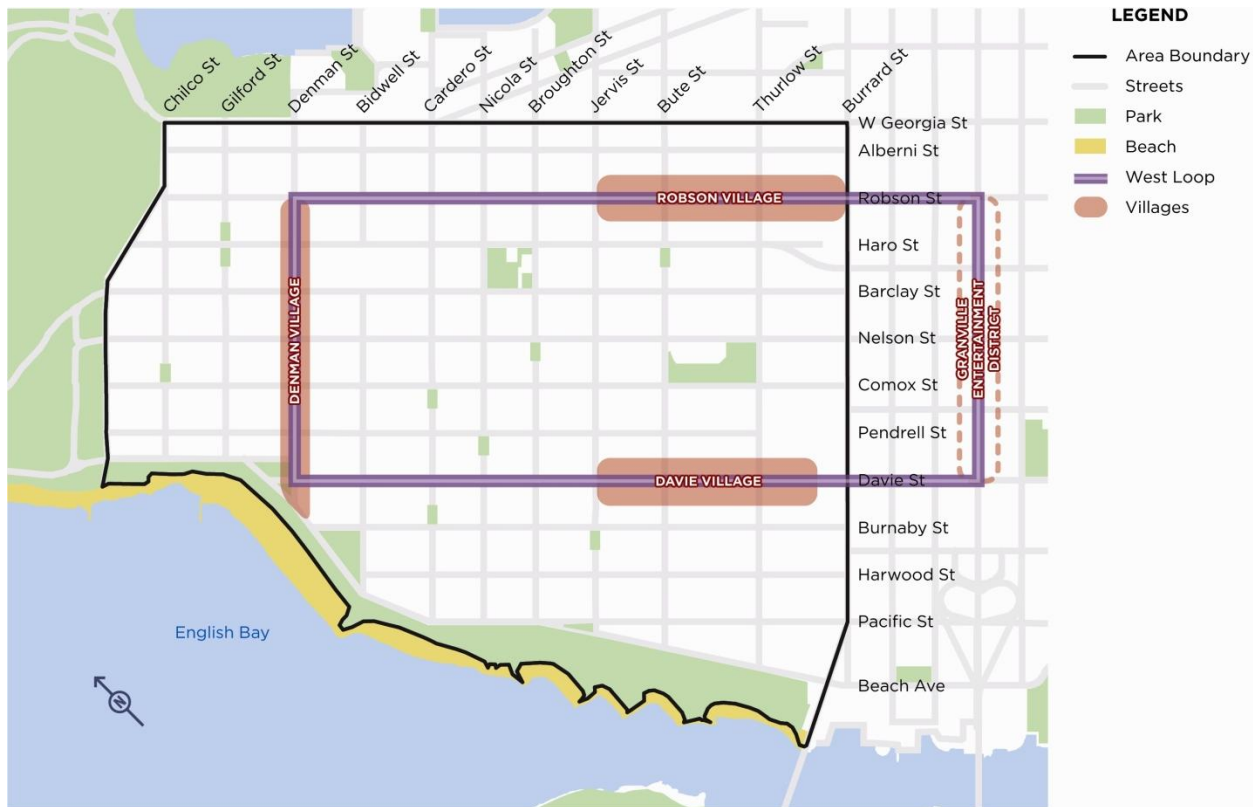 LEGEND
Area Boundary
Streets
Park
Beach
West Loop
Villages
Chilco St
Gilford St
Denman St
Bidwell St
Cardero St
Nicola St
Broughton St
Jervis St
Bute St
Thurlow St
Burrard St
W Georgia St
Alberni St
Robson St
Haro St
Barclay St
Nelson St
Comox St
Pendrell St
Davie St
Burnaby St
Harwood St
Pacific St
Beach Ave
ROBSON VILLAGE
DENMAN VILLAGE
DAVIE VILLAGE
GRANVILLE
ENTERTAINMENT
DISTRICT
English Bay
N